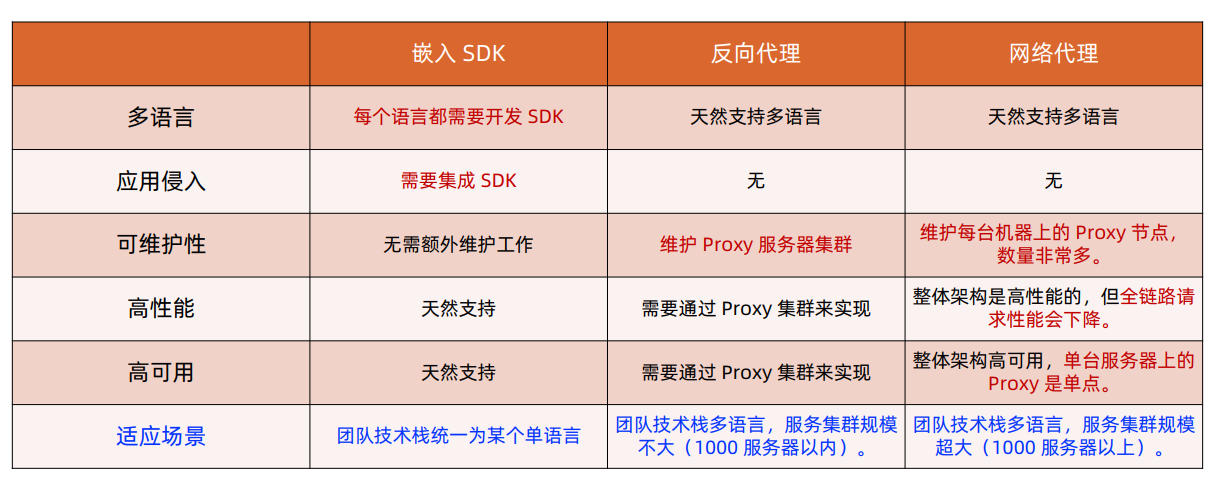 嵌入 SDK
反向代理
网络代理
多语言
每个语言都需要开发 SDK
天然支持多语言
天然支持多语言
应用侵入
需要集成 SDK
无
无
可维护性
无需额外维护工作
维护 Proxy 服务器集群
维护每台机器上的 Proxy 节点，
数量非常多。
高性能
天然支持
需要通过 Proxy 集群来实现
整体架构是高性能的，但全链路请
求性能会下降。
高可用
天然支持
需要通过 Proxy 集群来实现
整体架构高可用，单台服务器上的
Proxy 是单点。
适应场景
团队技术栈统一为某个单语言
团队技术栈多语言，服务集群规模
不大（1000 服务器以内）。
团队技术栈多语言，服务集群规模
超大（1000 服务器以上）。